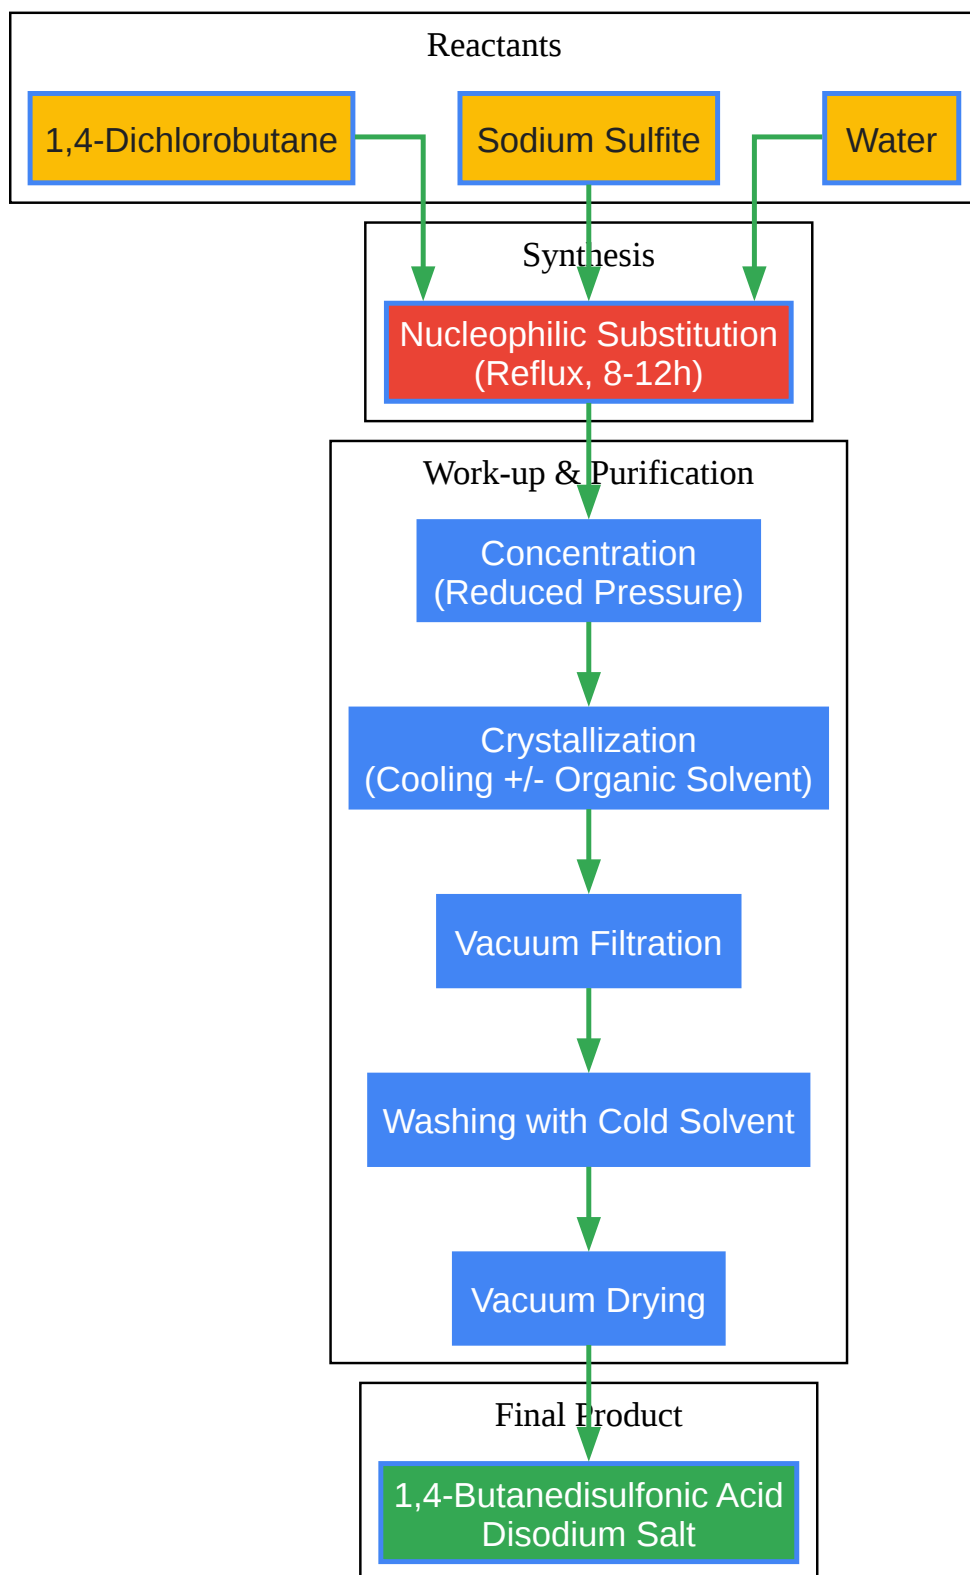 Reactants
1,4-Dichlorobutane
Sodium Sulfite
Water
Synthesis
Nucleophilic Substitution
(Reflux, 8-12h)
Work-up & Purification
Concentration
(Reduced Pressure)
Crystallization
(Cooling +/- Organic Solvent)
Vacuum Filtration
Washing with Cold Solvent
Vacuum Drying
Final Product
1,4-Butanedisulfonic Acid
Disodium Salt